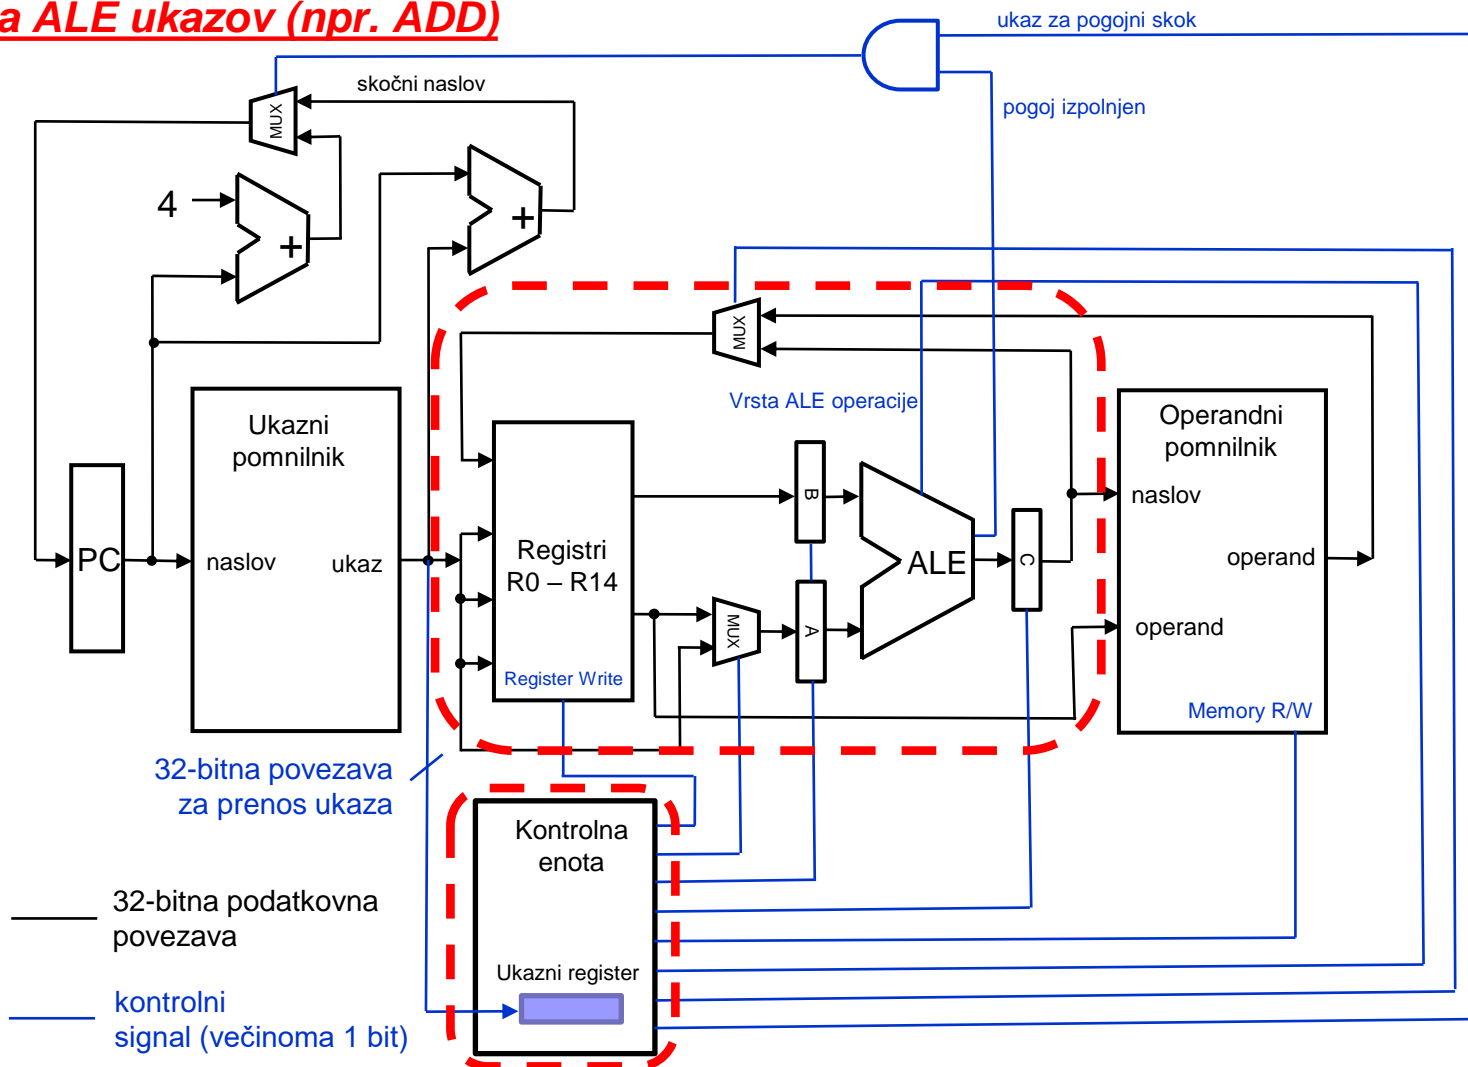 a ALE ukazov (npr. ADD)
ukaz za pogojni skok
skočni naslov
MUX
pogoj izpolnjen
4
+
+
MUX
Vrsta ALE operacije
Ukazni
pomnilnik
Operandni
pomnilnik
B
naslov
PC
naslov
ukaz
Registri
R0 – R14
ALE
C
operand
MUX
A
operand
Register Write
Memory R/W
32-bitna povezava
za prenos ukaza
Kontrolna
enota
32-bitna podatkovna
povezava
Ukazni register
kontrolni
signal (večinoma 1 bit)